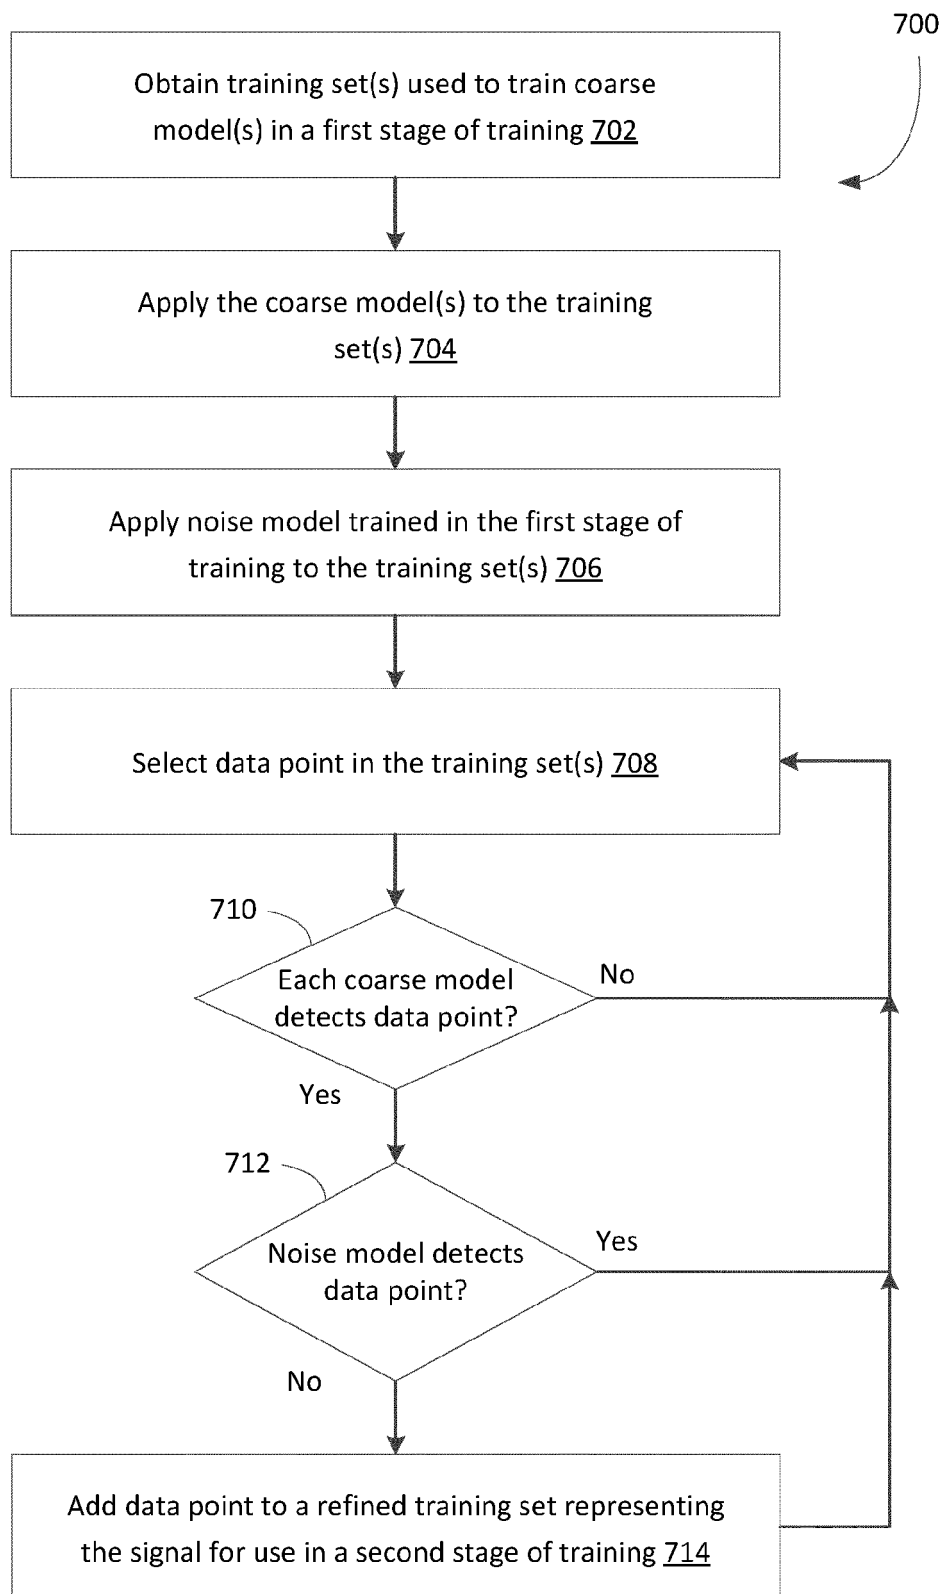 700
Obtain training set(s) used to train coarse
model(s) in a first stage of training 702
Apply the coarse model(s) to the training
set(s) 704
Apply noise model trained in the first stage of
training to the training set(s) 706
Select data point in the training set(s) 708
710
Each coarse model
detects data point?
No
Yes
712
Noise model detects
data point?
Yes
No
Add data point to a refined training set representing
the signal for use in a second stage of training 714